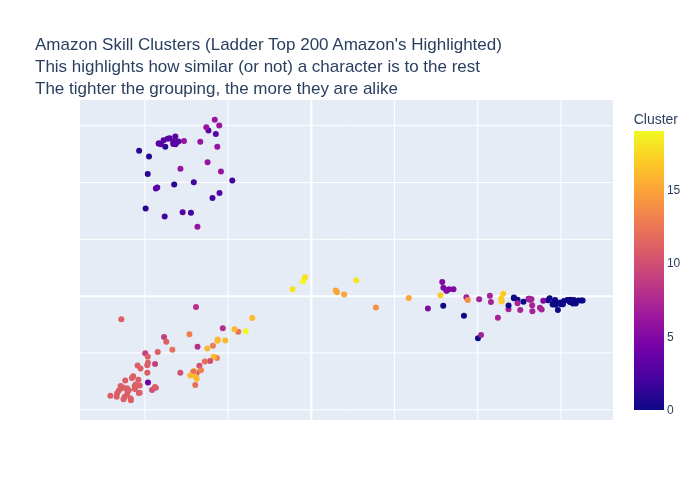 Amazon Skill Clusters (Ladder Top 200 Amazon's Highlighted)
This highlights how similar (or not) a character is to the rest
The tighter the grouping, the more they are alike
Cluster
15
10
5
0